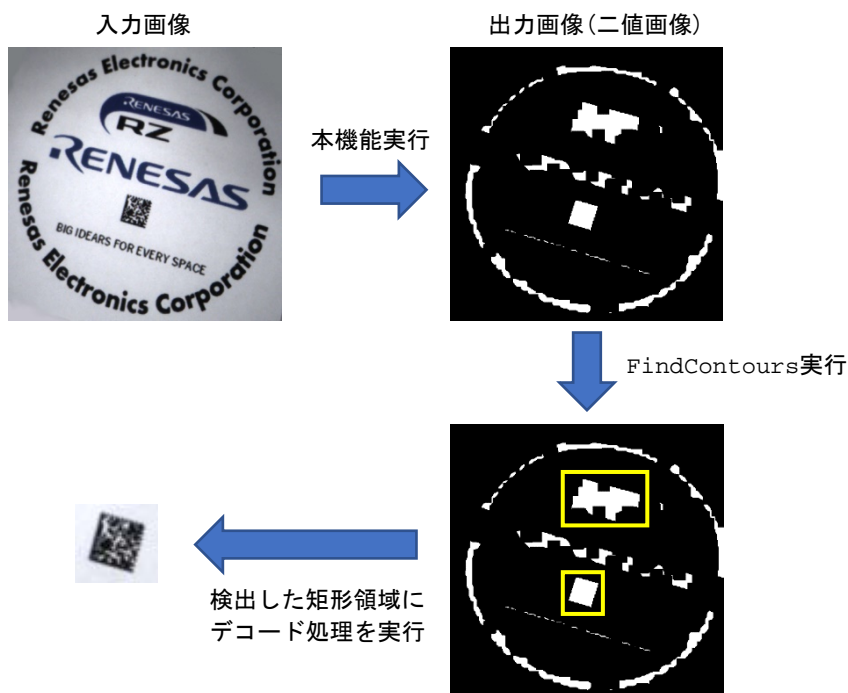 入力画像
出力画像(二値画像)
Renesas Electronics Corporation
RENESAS
RZ
RENESAS
BIG IDEARS FOR EVERY SPACE
Renesas Electronics Corporation
本機能実行
FindContours実行
検出した矩形領域に
デコード処理を実行